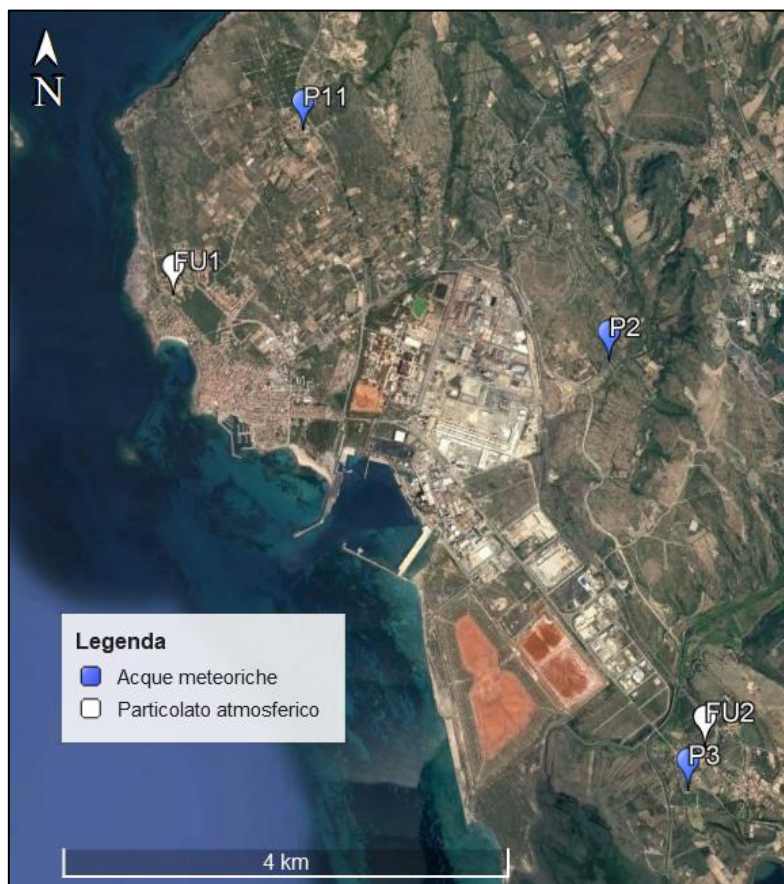 N
P11
FU1
P2
Legenda
Acque meteoriche
Particolato atmosferico
FU2
P3
4 km